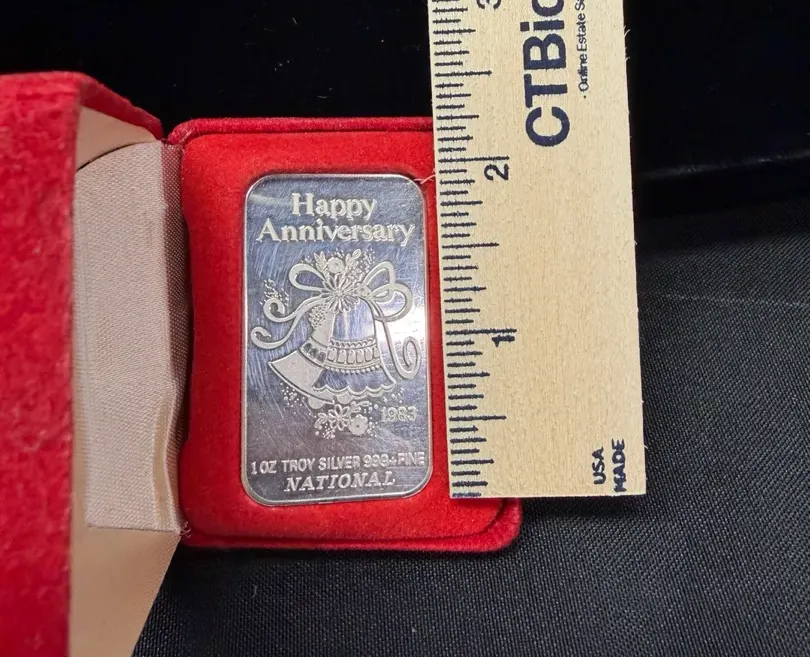 Happy
Anniversary
1983
1 OZ TROY SILVER 999+FINE
NATIONAL
3
2
1
CTBid
· Online Estate
USA
MADE